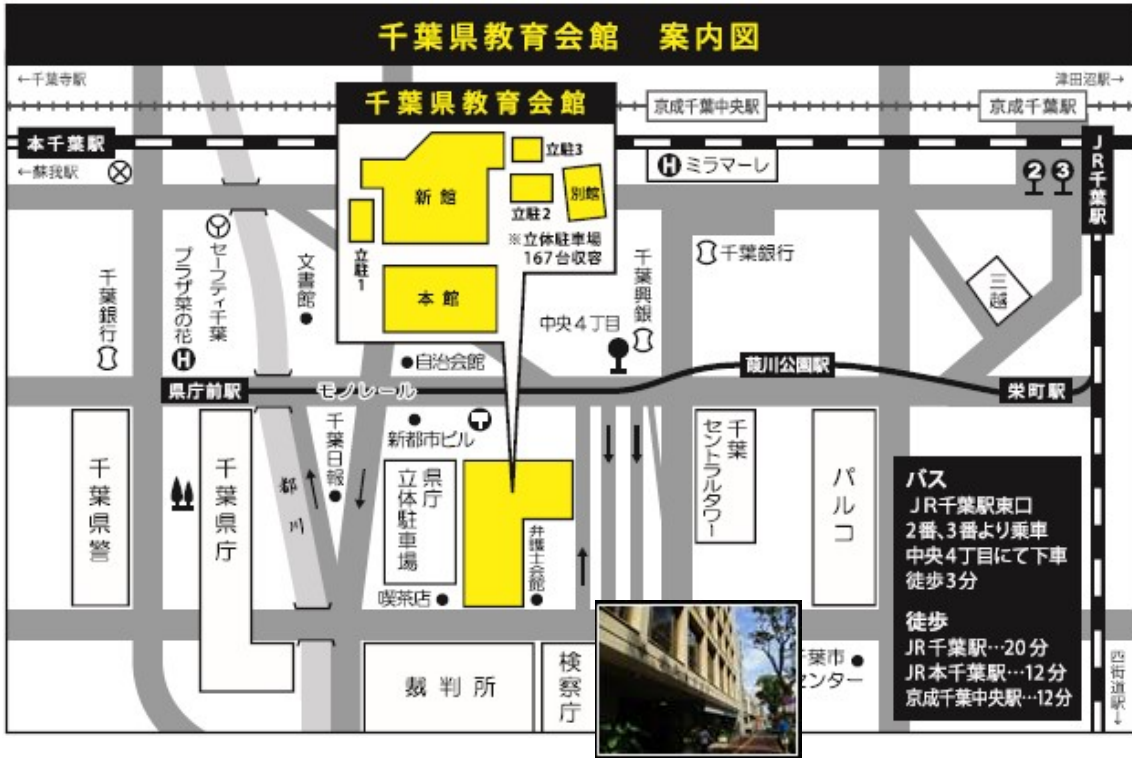 千葉県教育会館 案内図
←千葉寺駅
津田沼駅→
千葉県教育会館
京成千葉中央駅
京成千葉駅
本千葉駅
←蘇我駅
JR千葉駅
ミラマーレ
2
3
新館
立駐3
立駐2
別館
立駐1
※立体駐車場
167台収容
本館
セーフティ千葉
プラザ菜の花
千葉銀行
文書館
千葉興銀
千葉銀行
三越
中央4丁目
自治会館
葭川公園駅
県庁前駅
モノレール
栄町駅
新都市ビル
千葉日報
千葉県警
千葉県庁
都川
県庁
立体駐車場
弁護士会館
喫茶店
千葉
セントラルタワー
パルコ
バス
JR千葉駅東口
2番、3番より乗車
中央4丁目にて下車
徒歩3分
徒歩
JR千葉駅…20分
JR本千葉駅…12分
京成千葉中央駅…12分
四街道駅→
裁判所
検察庁
葉市
センター